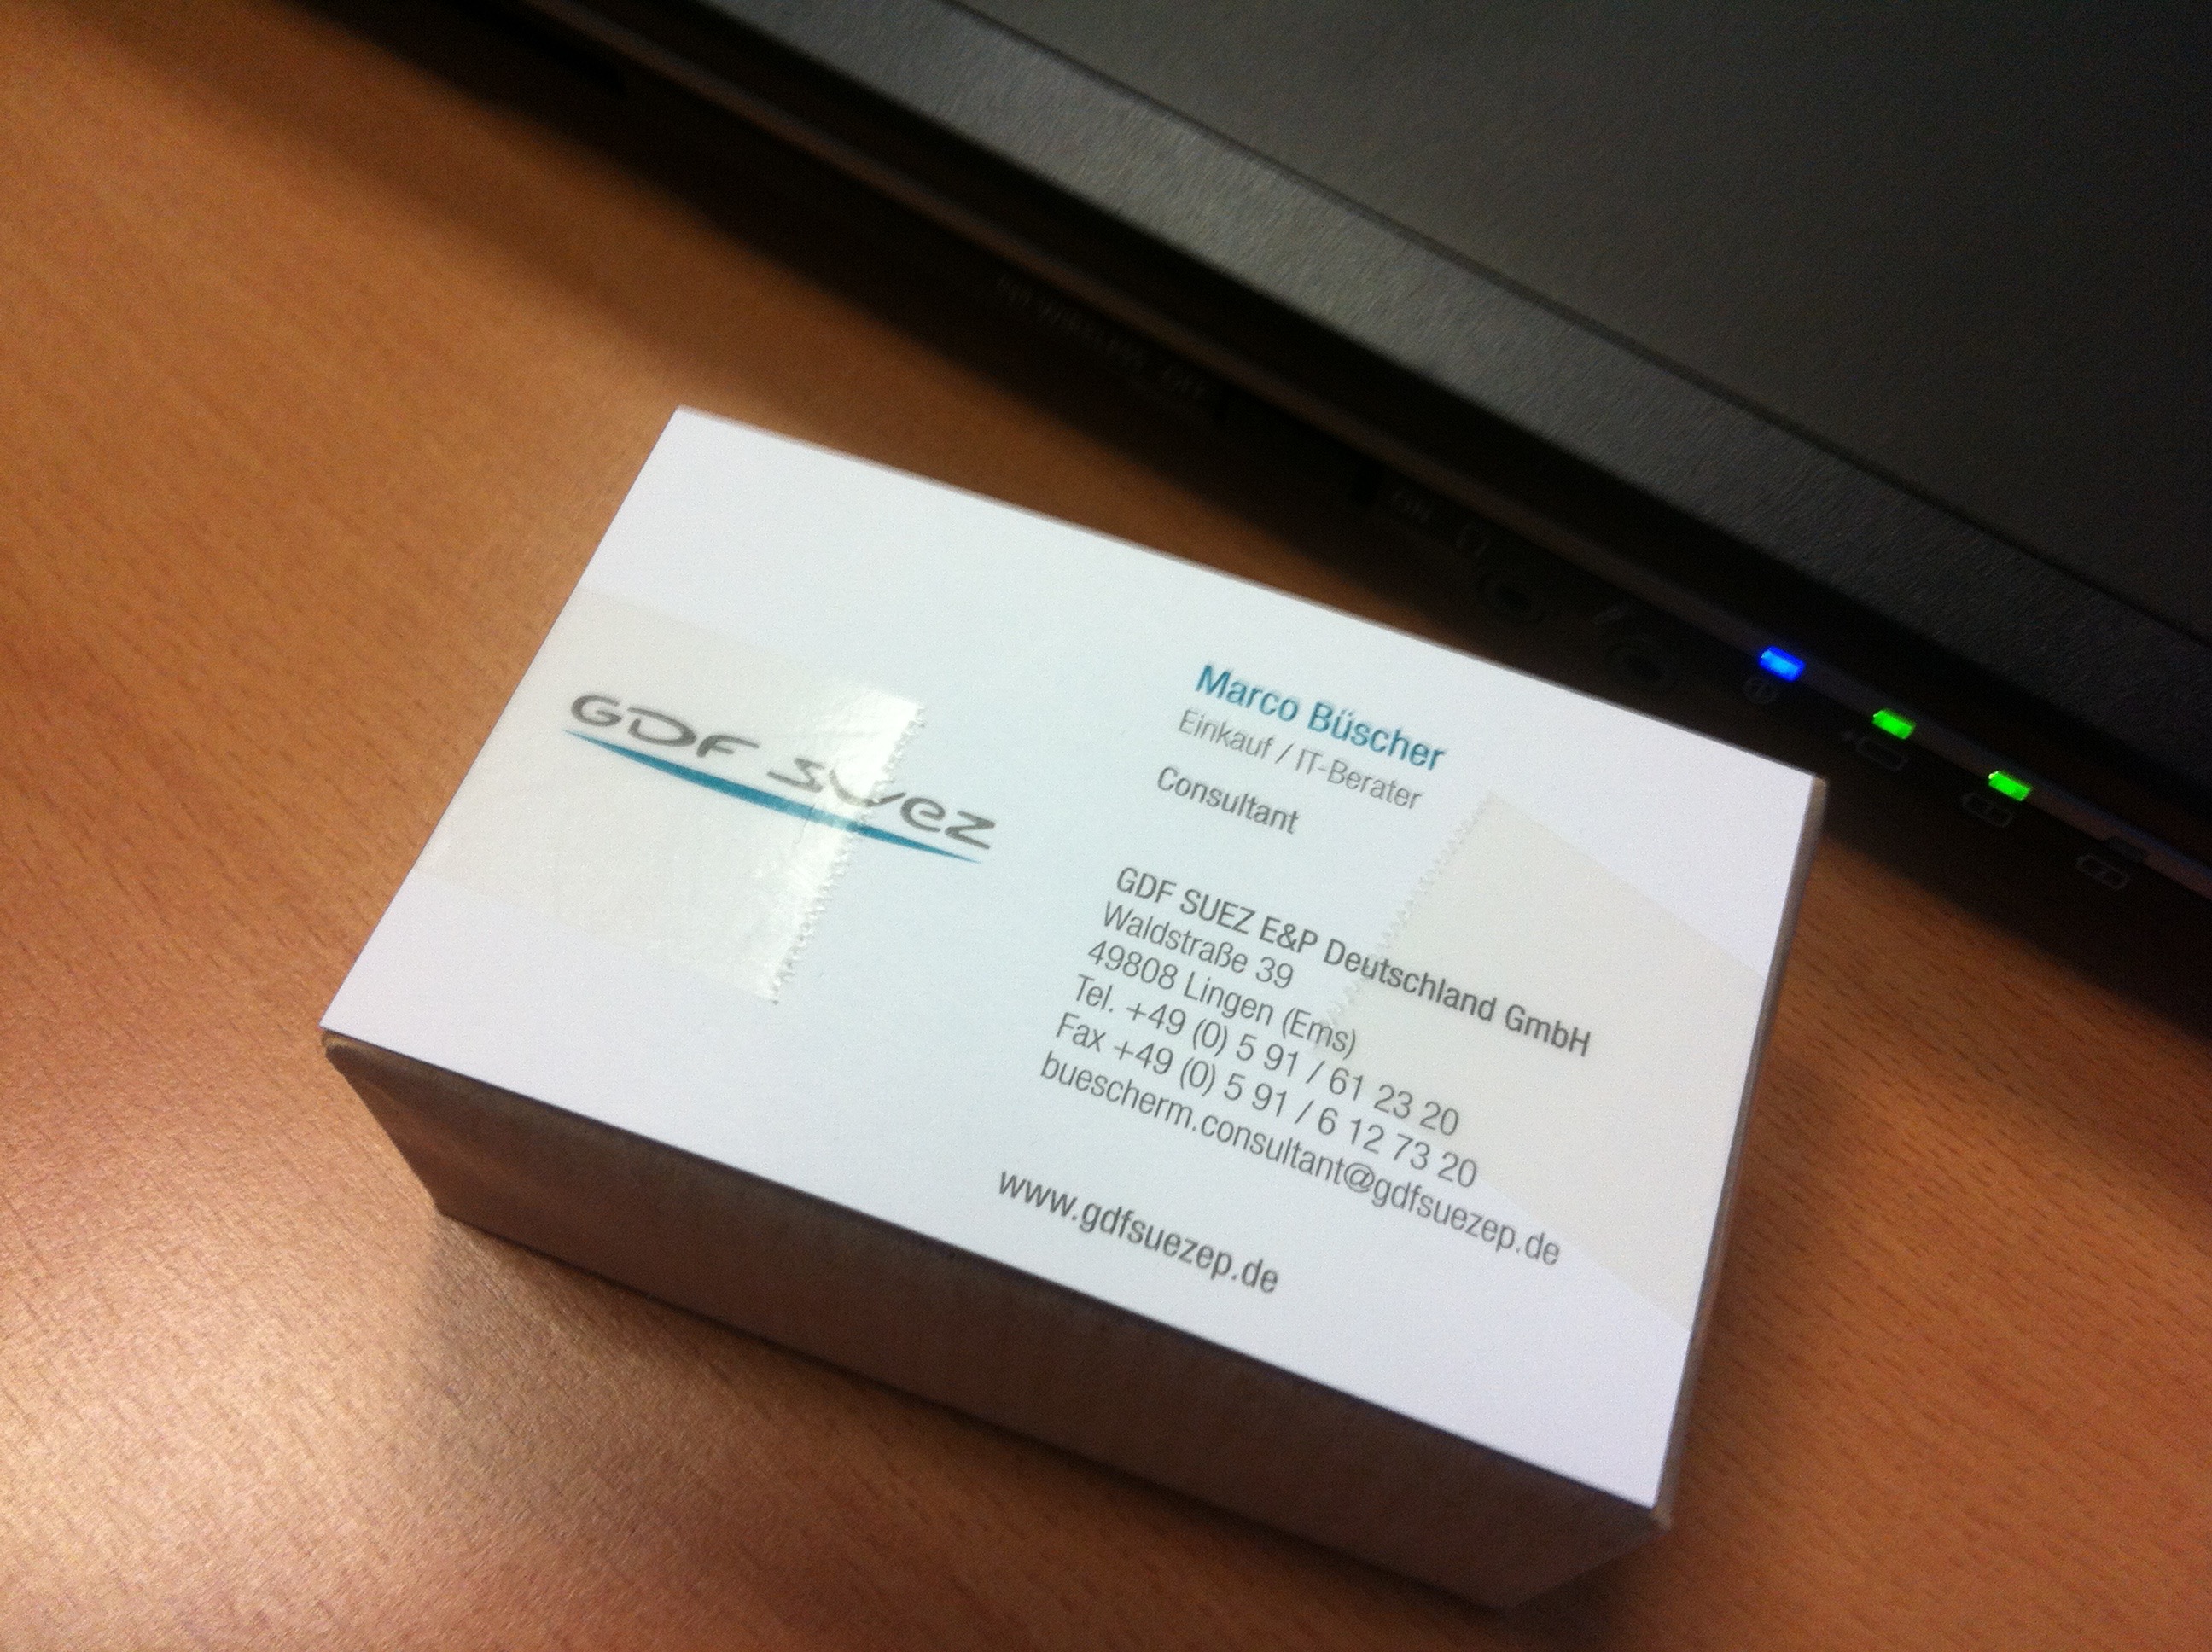 GDF SUEZ
Marco Büscher
Einkauf / IT-Berater
Consultant
GDF SUEZ E&P Deutschland GmbH
Waldstraße 39
49808 Lingen (Ems)
Tel. +49 (0) 5 91 / 61 23 20
Fax +49 (0) 5 91 / 6 12 73 20
buescherm.consultant@gdfsuezep.de
www.gdfsuezep.de